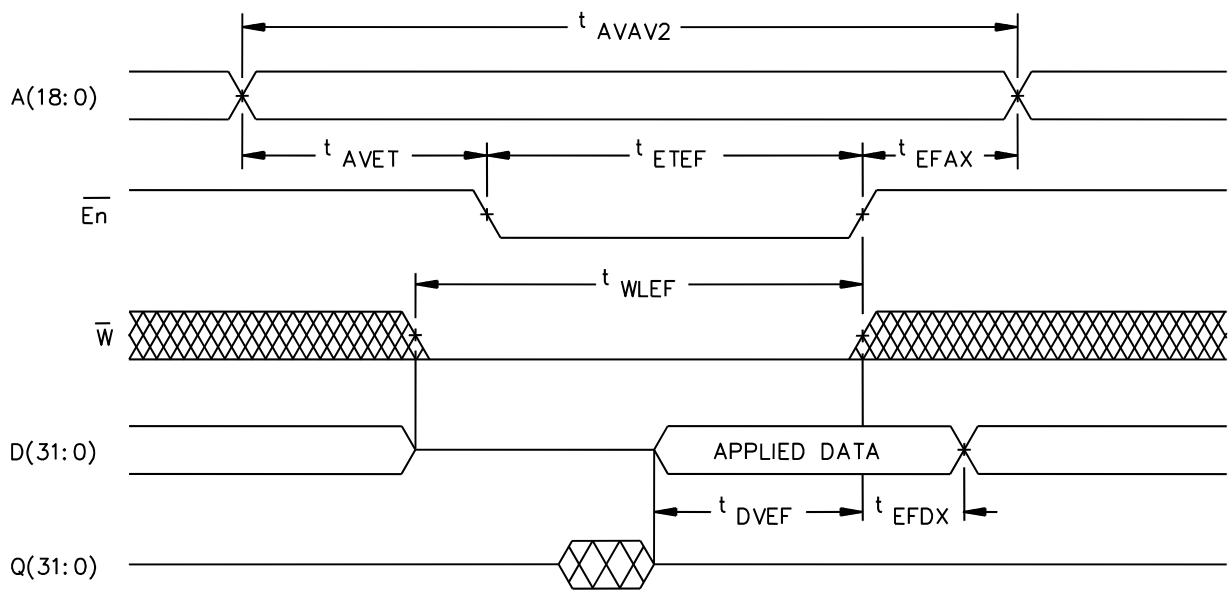 t AVAV2
A(18:0)
t AVET
t ETEF
t EFAX
En
t WLEF
W
D(31:0)
APPLIED DATA
t DVEF
t EFDX
Q(31:0)